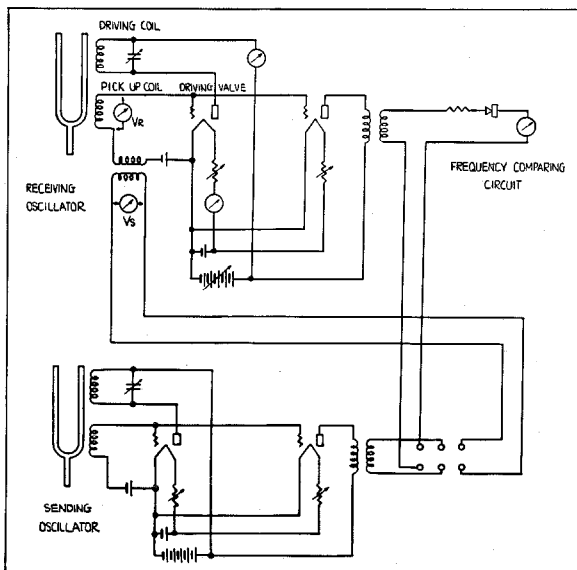 DRIVING COIL
PICK UP COIL
DRIVING VALVE
VR
RECEIVING
OSCILLATOR
VS
FREQUENCY COMPARING
CIRCUIT
SENDING
OSCILLATOR